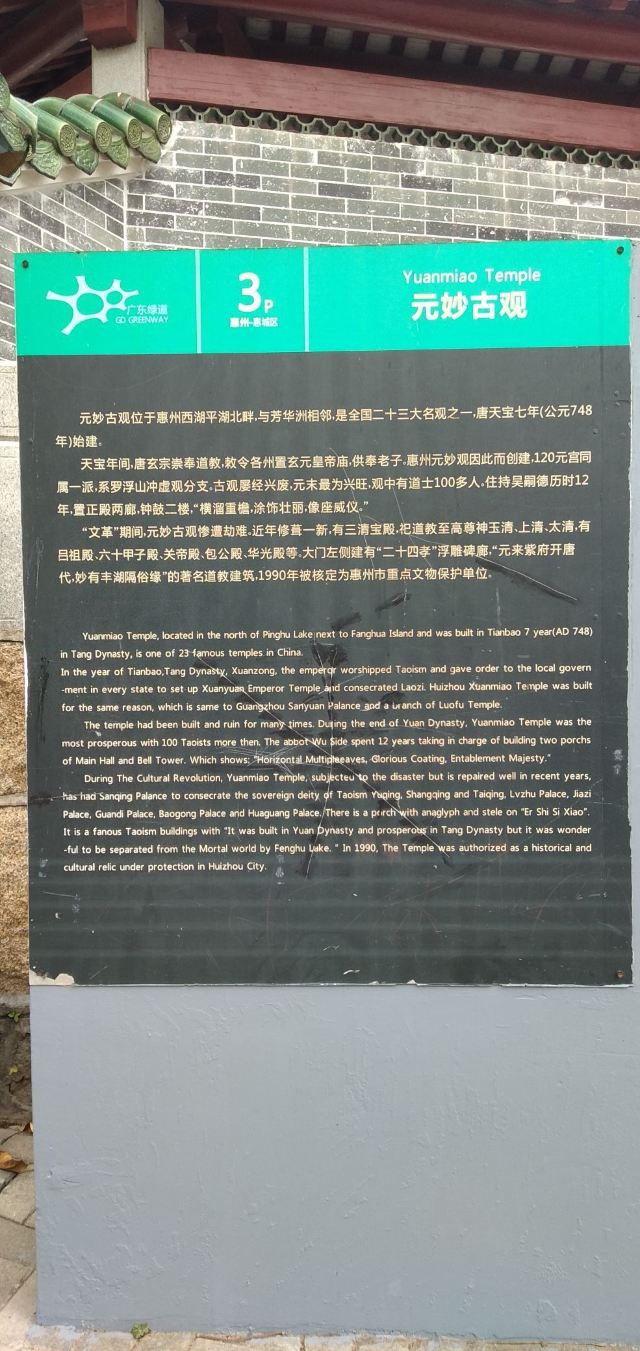 广东绿道
GD GREENWAY
3P
惠州-惠城区
Yuanmiao Temple
元妙古观
元妙古观位于惠州西湖平湖北畔,与芳华洲相邻,是全国二十三大名观之一,唐天宝七年(公元748
年)始建。
天宝年间,唐玄宗崇奉道教,敕令各州置玄元皇帝庙,供奉老子。惠州元妙观因此而创建,120元宫同
属一派,系罗浮山冲虚观分支。古观屡经兴废,元末最为兴旺,观中有道士100多人。住持吴嗣德历时12
年,置正殿两廊,钟鼓二楼,“横溜重檐,涂饰壮丽,像座威仪。”
“文革”期间,元妙古观惨遭劫难。近年修葺一新,有三清宝殿,祀道教至高尊神玉清、上清、太清,有
吕祖殿、六十甲子殿、关帝殿、包公殿、华光殿等。大门左侧建有“二十四孝”浮雕碑廊,“元来紫府开唐
代,妙有丰湖隔俗缘”的著名道教建筑,1990年被核定为惠州市重点文物保护单位。
Yuanmiao Temple, located in the north of Pinghu Lake next to Fanghua Island and was built in Tianbao 7 year(AD 748)
in Tang Dynasty, is one of 23 famous temples in China.
In the year of Tianbao,Tang Dynasty, Xuanzong, the emperor worshipped Taoism and gave order to the local govern
-ment in every state to set up Xuanyuan Emperor Temple and consecrated Laozi. Huizhou Xuanmiao Temple was built
for the same reason, which is same to Guangzhou Sanyuan Palance and a branch of Luofu Temple.
The temple had been built and ruin for many times. During the end of Yuan Dynasty, Yuanmiao Temple was the
most prosperous with 100 Taoists more then. The abbot Wu Side spent 12 years taking in charge of building two porchs
of Main Hall and Bell Tower. Which shows: "Horizontal Multipleeaves, Glorious Coating, Entablement Majesty."
During The Cultural Revolution, Yuanmiao Temple, subjected to the disaster but is repaired well in recent years,
has had Sanqing Palance to consecrate the sovereign deity of Taoism Yuqing, Shangqing and Taiqing, Lvzhu Palace, Jiazi
Palace, Guandi Palace, Baogong Palace and Huaguang Palace. There is a porch with anaglyph and stele on "Er Shi Si Xiao".
It is a fanous Taoism buildings with "It was built in Yuan Dynasty and prosperous in Tang Dynasty but it was wonder
-ful to be separated from the Mortal world by Fenghu Lake. " In 1990, The Temple was authorized as a historical and
cultural relic under protection in Huizhou City.